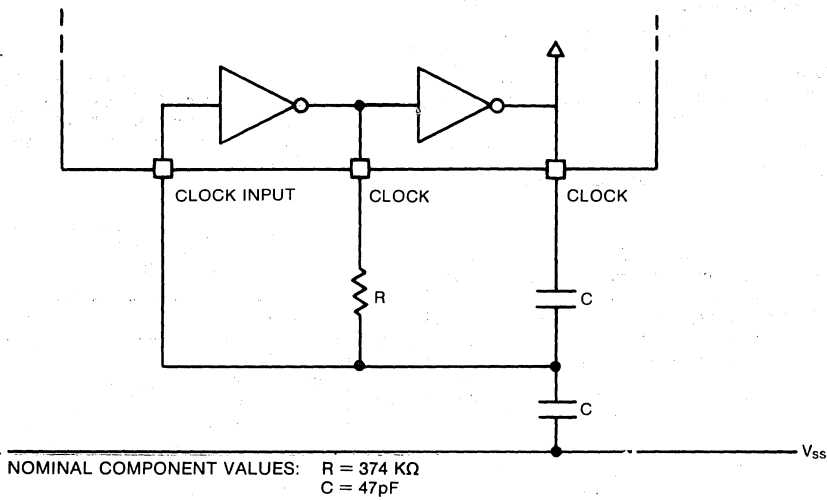 CLOCK INPUT
CLOCK
CLOCK
R
C
C
Vss
NOMINAL COMPONENT VALUES: R = 374 KΩ
C = 47pF